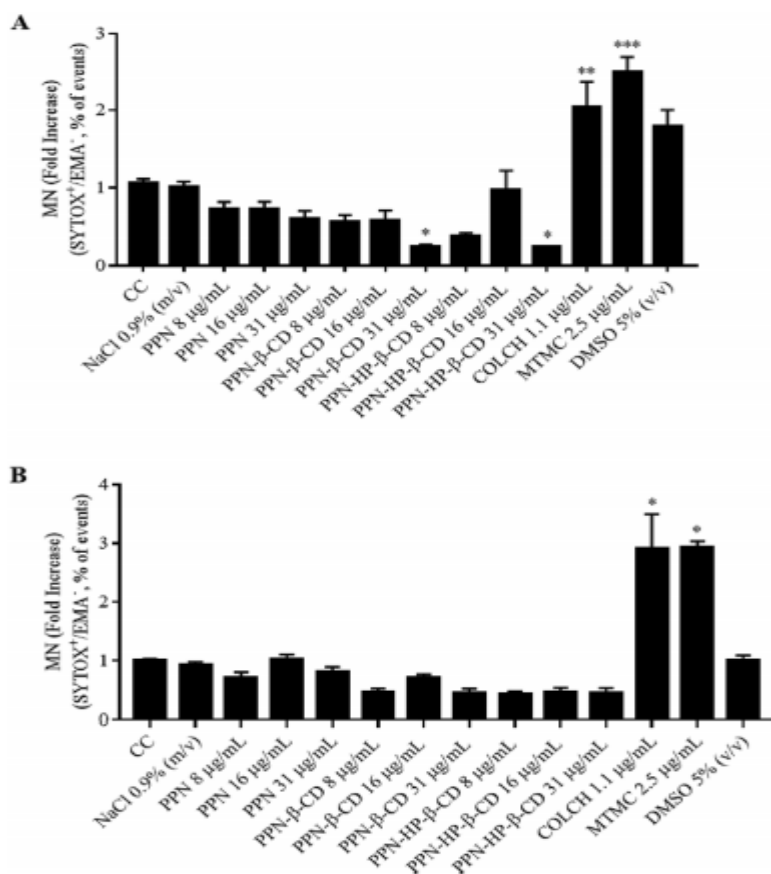 A
MN (Fold Increase)
(SYTOX⁺/EMA⁻, % of events)
3
2
1
0
*
*
**
***
CC
NaCl 0.9% (m/v)
PPN 8 µg/mL
PPN 16 µg/mL
PPN 31 µg/mL
PPN-β-CD 8 µg/mL
PPN-β-CD 16 µg/mL
PPN-β-CD 31 µg/mL
PPN-HP-β-CD 8 µg/mL
PPN-HP-β-CD 16 µg/mL
PPN-HP-β-CD 31 µg/mL
COLCH 1.1 µg/mL
MTMC 2.5 µg/mL
DMSO 5% (v/v)
B
MN (Fold Increase)
(SYTOX⁺/EMA⁻, % of events)
4
3
2
1
0
*
*
CC
NaCl 0.9% (m/v)
PPN 8 µg/mL
PPN 16 µg/mL
PPN 31 µg/mL
PPN-β-CD 8 µg/mL
PPN-β-CD 16 µg/mL
PPN-β-CD 31 µg/mL
PPN-HP-β-CD 8 µg/mL
PPN-HP-β-CD 16 µg/mL
PPN-HP-β-CD 31 µg/mL
COLCH 1.1 µg/mL
MTMC 2.5 µg/mL
DMSO 5% (v/v)